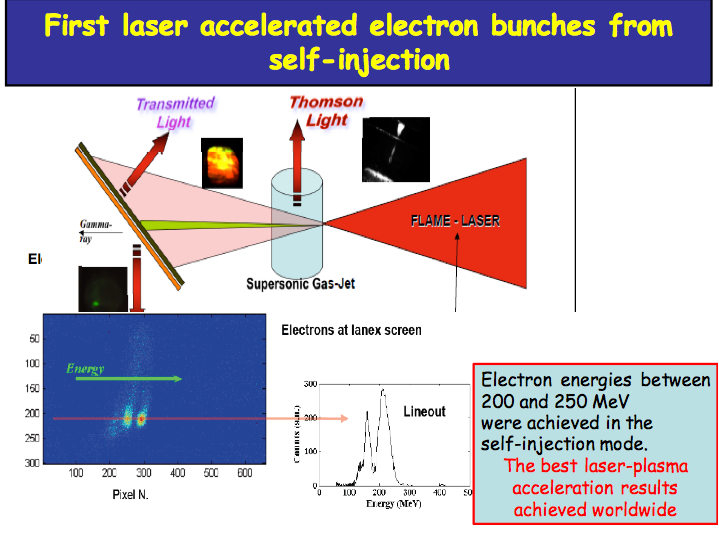 First laser accelerated electron bunches from
self-injection
Transmitted
Light
Thomson
Light
FLAME - LASER
Gamma-
ray
El
Supersonic Gas-Jet
Electrons at lanex screen
50
100
150
200
250
300
Energy
100 200 300 400 500 600
Pixel N.
300
200
100
0
Counts (a.u.)
Lineout
0 100 200 300 400 50
Energy (MeV)
Electron energies between
200 and 250 MeV
were achieved in the
self-injection mode.
The best laser-plasma
acceleration results
achieved worldwide